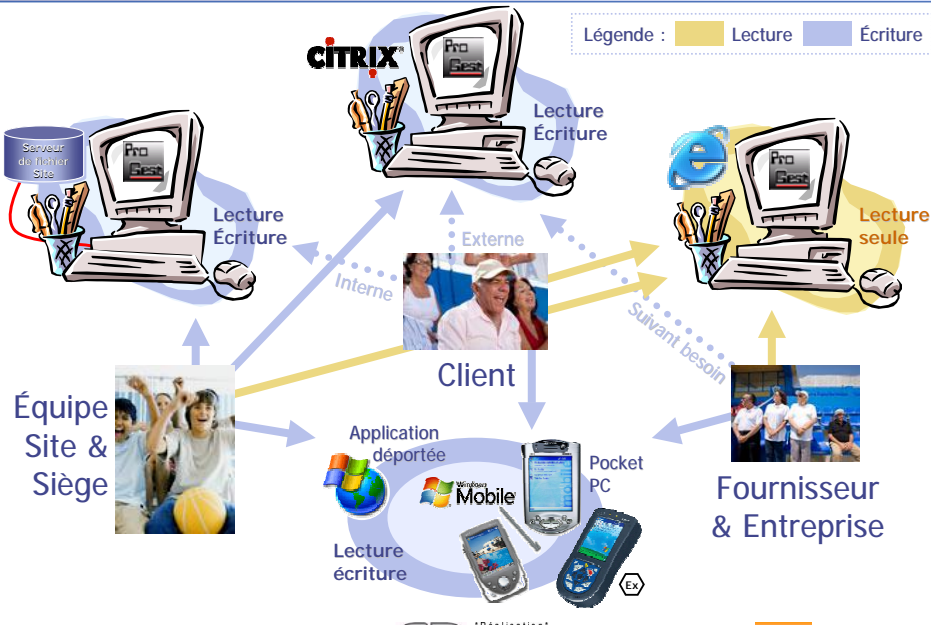 Légende :
Lecture
Écriture
CITRIX®
Pro
Gest
Lecture
Écriture
Serveur
de fichier
Site
Pro
Gest
Lecture
Écriture
Pro
Gest
Lecture
seule
Externe
Interne
Suivant besoin
Client
Équipe
Site &
Siège
Application
déportée
Windows
Mobile
Pocket
PC
Lecture
écriture
Ex
Fournisseur
& Entreprise